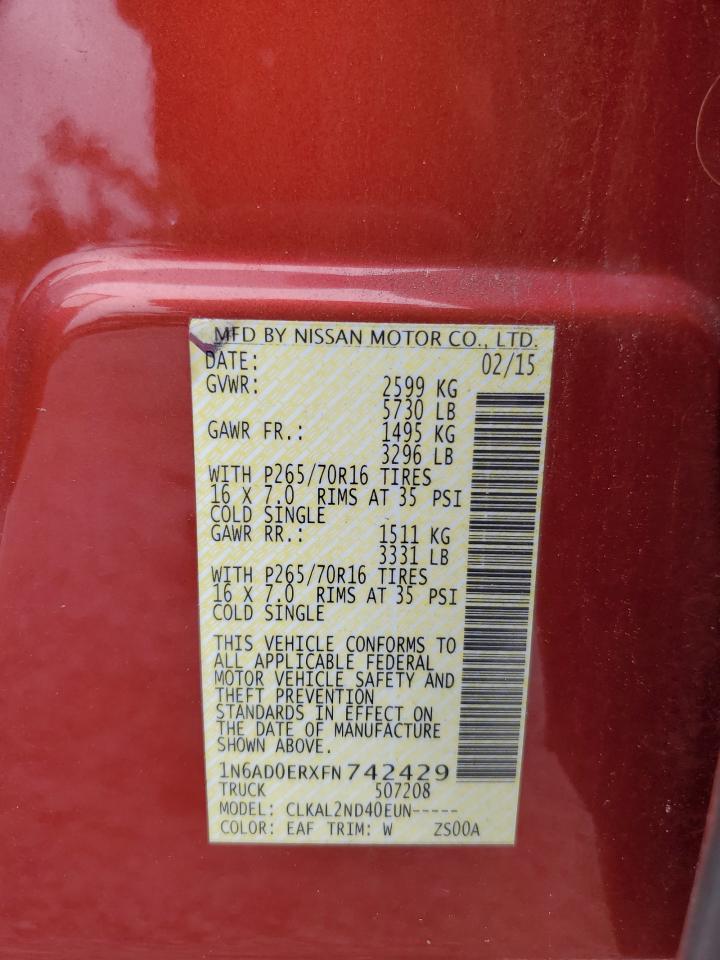 MFD BY NISSAN MOTOR CO., LTD.
DATE: 02/15
GVWR: 2599 KG
5730 LB
GAWR FR.: 1495 KG
3296 LB
WITH P265/70R16 TIRES
16 X 7.0 RIMS AT 35 PSI
COLD SINGLE
GAWR RR.: 1511 KG
3331 LB
WITH P265/70R16 TIRES
16 X 7.0 RIMS AT 35 PSI
COLD SINGLE
THIS VEHICLE CONFORMS TO
ALL APPLICABLE FEDERAL
MOTOR VEHICLE SAFETY AND
THEFT PREVENTION
STANDARDS IN EFFECT ON
THE DATE OF MANUFACTURE
SHOWN ABOVE.
1N6AD0ERXFN742429
TRUCK 507208
MODEL: CLKAL2ND40EUN-----
COLOR: EAF TRIM: W ZS00A